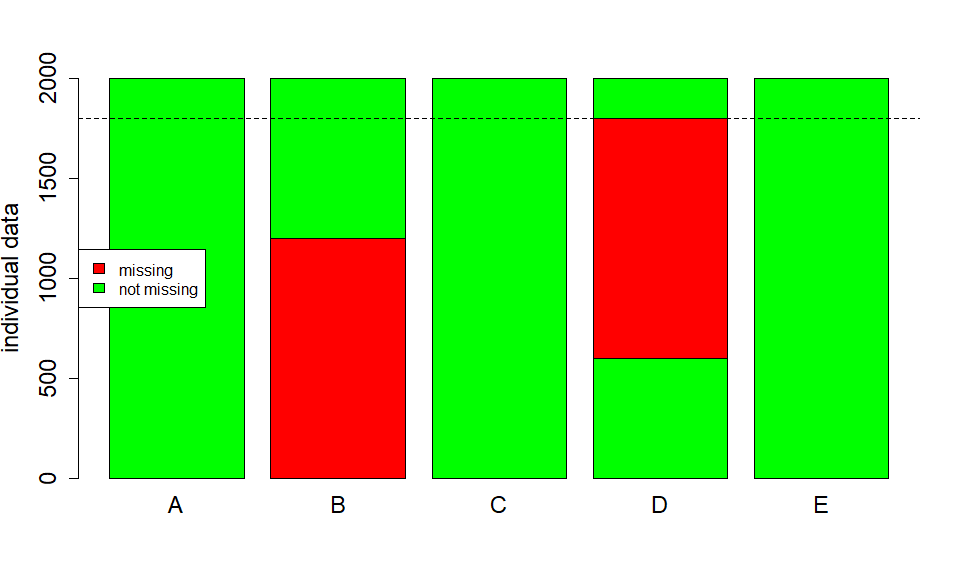 individual data
2000
1500
1000
500
0
missing
not missing
A B C D E